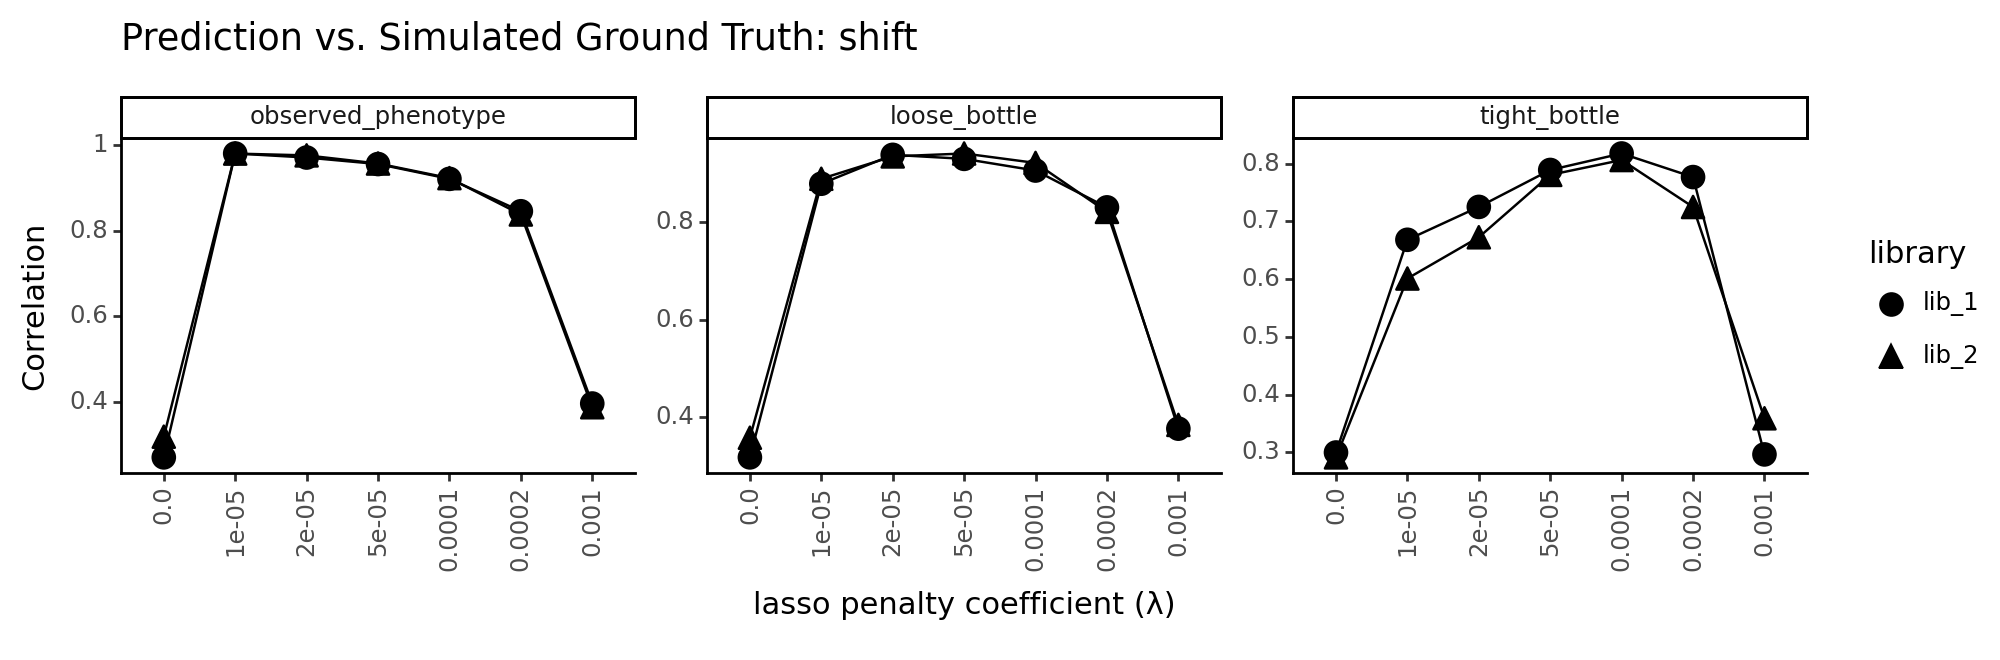 Prediction vs. Simulated Ground Truth: shift
observed_phenotype
loose_bottle
tight_bottle
Correlation
1
0.8
0.6
0.4
0.8
0.6
0.4
0.8
0.7
0.6
0.5
0.4
0.3
0.0
1e-05
2e-05
5e-05
0.0001
0.0002
0.001
0.0
1e-05
2e-05
5e-05
0.0001
0.0002
0.001
0.0
1e-05
2e-05
5e-05
0.0001
0.0002
0.001
lasso penalty coefficient (λ)
library
lib_1
lib_2